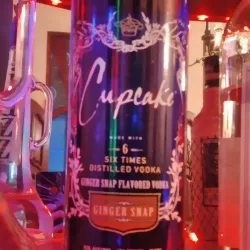 Cupcake
MADE WITH
6
SIX TIMES
DISTILLED VODKA
GINGER SNAP FLAVORED VODKA
GINGER SNAP